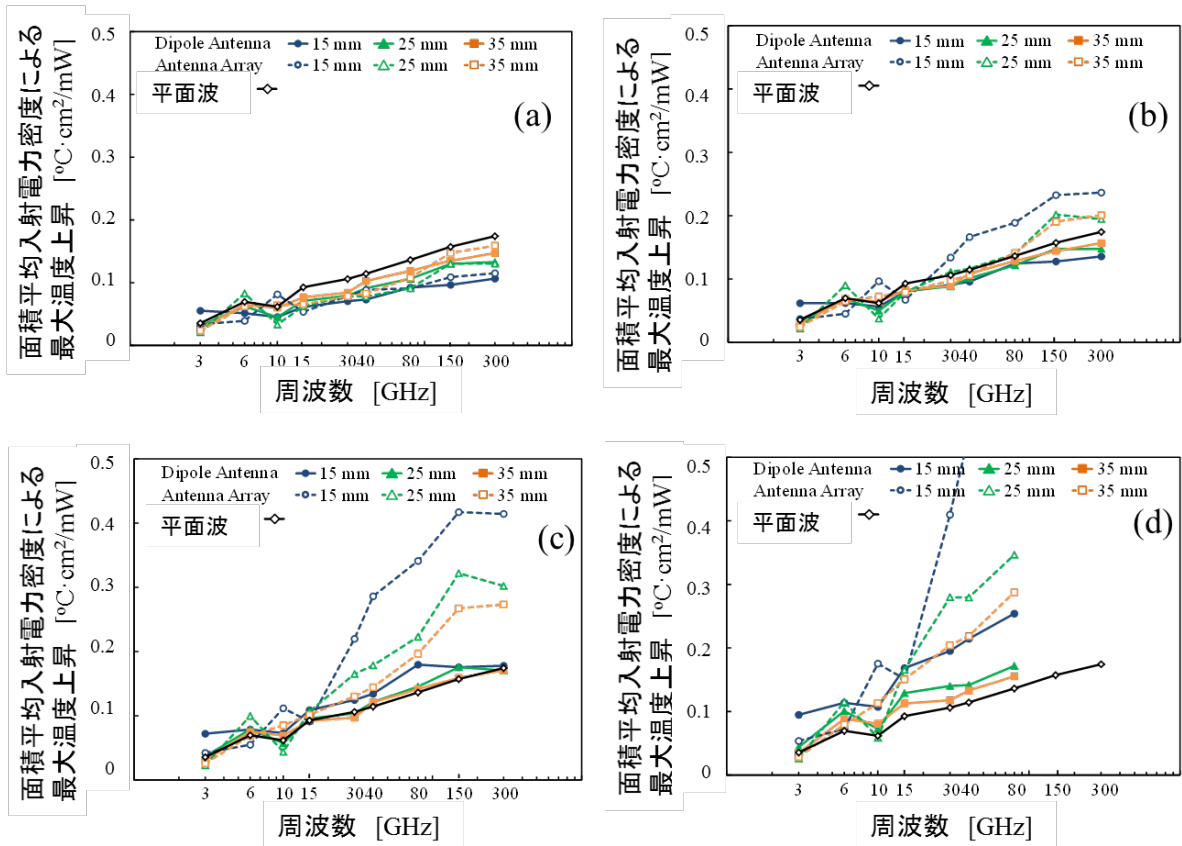 面積平均入射電力密度による
最大温度上昇 [ºC·cm²/mW]
0.5
0.4
0.3
0.2
0.1
0
Dipole Antenna 15 mm 25 mm 35 mm
Antenna Array 15 mm 25 mm 35 mm
平面波
(a)
3 6 10 15 30 40 80 150 300
周波数 [GHz]
面積平均入射電力密度による
最大温度上昇 [ºC·cm²/mW]
0.5
0.4
0.3
0.2
0.1
0
Dipole Antenna 15 mm 25 mm 35 mm
Antenna Array 15 mm 25 mm 35 mm
平面波
(b)
3 6 10 15 30 40 80 150 300
周波数 [GHz]
面積平均入射電力密度による
最大温度上昇 [ºC·cm²/mW]
0.5
0.4
0.3
0.2
0.1
0
Dipole Antenna 15 mm 25 mm 35 mm
Antenna Array 15 mm 25 mm 35 mm
平面波
(c)
3 6 10 15 30 40 80 150 300
周波数 [GHz]
面積平均入射電力密度による
最大温度上昇 [ºC·cm²/mW]
0.5
0.4
0.3
0.2
0.1
0
Dipole Antenna 15 mm 25 mm 35 mm
Antenna Array 15 mm 25 mm 35 mm
平面波
(d)
3 6 10 15 30 40 80 150 300
周波数 [GHz]